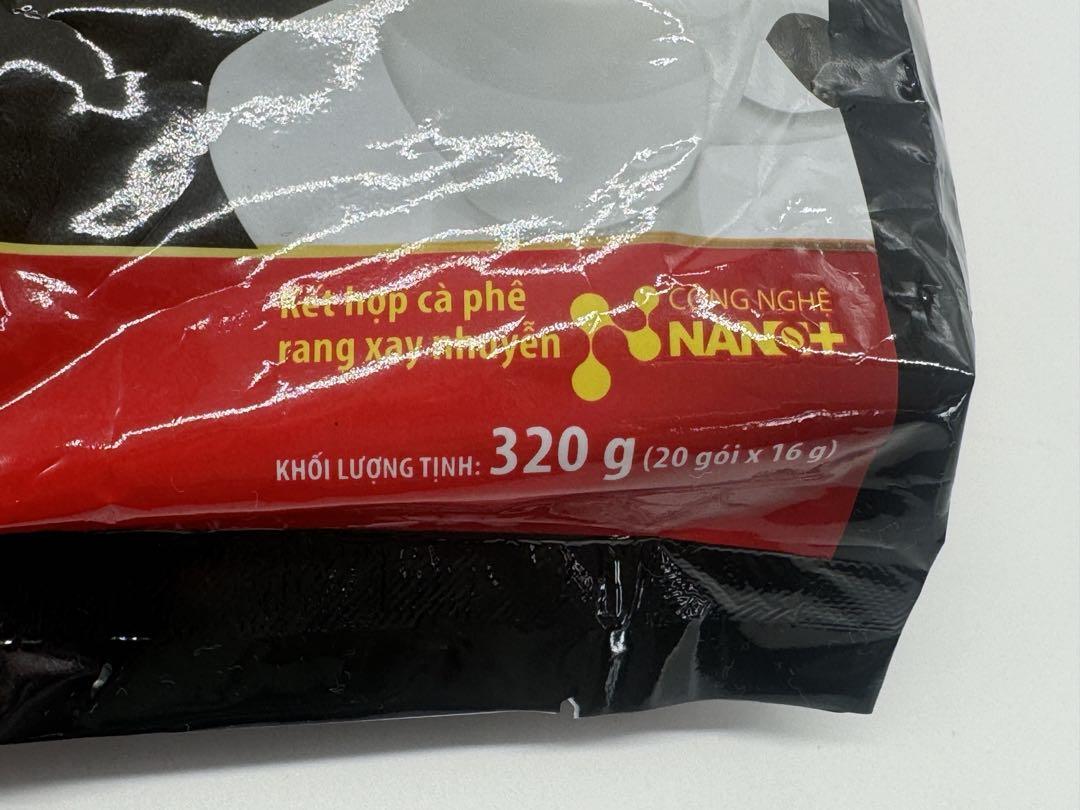 Kết hợp cà phê
rang xay nhuyễn
CÔNG NGHỆ
NANO+
KHỐI LƯỢNG TỊNH: 320 g (20 gói x 16 g)